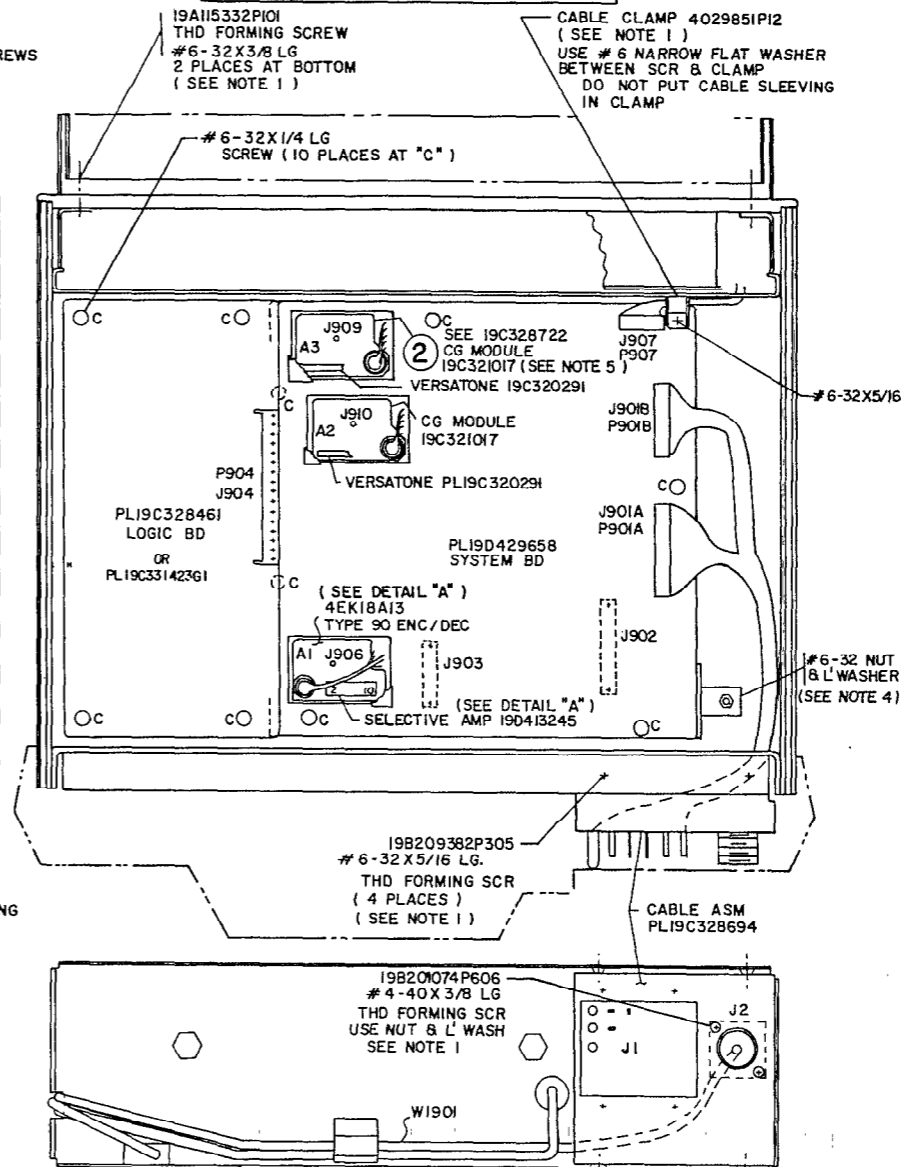 19A115332P101
THD FORMING SCREW
#6-32X3/8 LG
2 PLACES AT BOTTOM
(SEE NOTE 1)
CABLE CLAMP 4029851P12
(SEE NOTE 1)
USE #6 NARROW FLAT WASHER
BETWEEN SCR & CLAMP
DO NOT PUT CABLE SLEEVING
IN CLAMP
#6-32X1/4 LG
SCREW (10 PLACES AT "C")
C
C
C
J909
A3
2
SEE 19C328722
CG MODULE
19C321017 (SEE NOTE 5)
VERSATONE 19C320291
J907
P907
#6-32X5/16
C
J910
A2
CG MODULE
19C321017
VERSATONE PL19C320291
J901B
P901B
P904
J904
C
J901A
P901A
PL19C328461
LOGIC BD
OR
PL19C331423G1
PL19D429658
SYSTEM BD
C
(SEE DETAIL "A")
4EK18A13
TYPE 90 ENC/DEC
A1
J906
J903
J902
#6-32 NUT
& L'WASHER
(SEE NOTE 4)
(SEE DETAIL "A")
SELECTIVE AMP 19D413245
C
C
C
C
19B209382P305
#6-32X5/16 LG.
THD FORMING SCR
(4 PLACES)
(SEE NOTE 1)
CABLE ASM
PL19C328694
19B201074P606
#4-40X3/8 LG
THD FORMING SCR
USE NUT & L'WASH
SEE NOTE 1
J1
J2
W1901